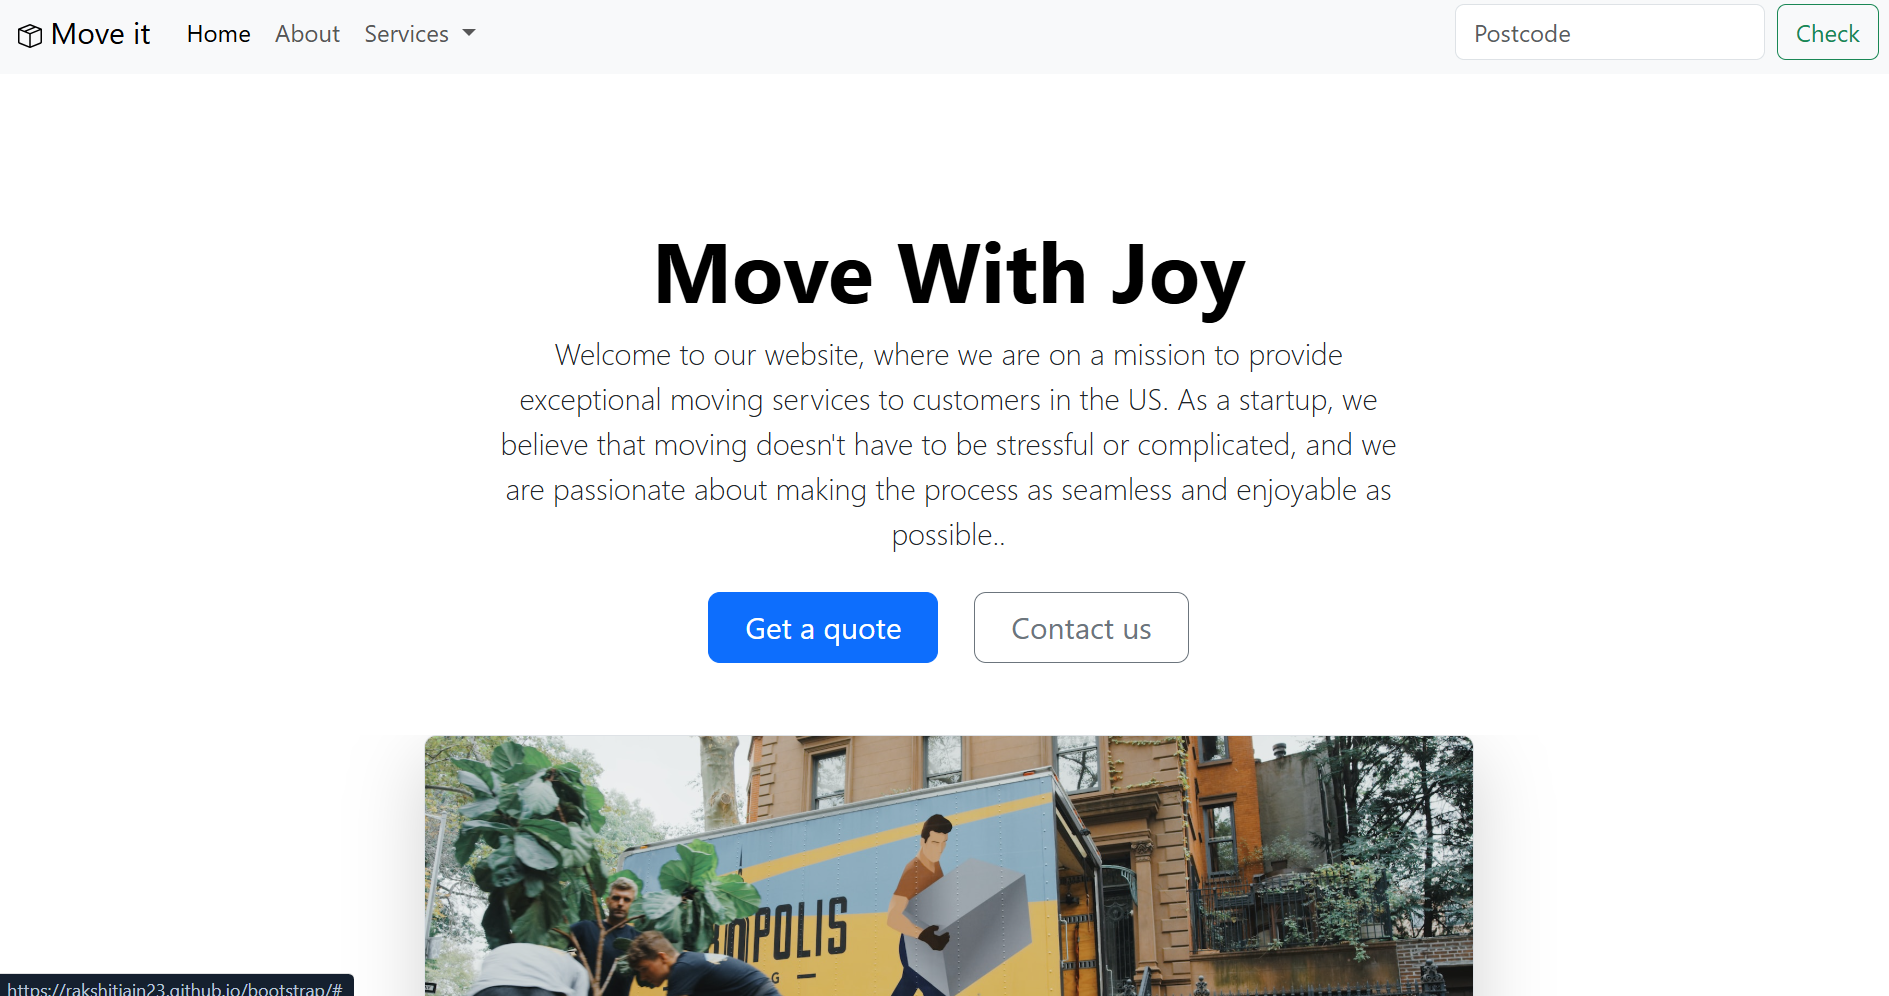 Move it Home About Services Postcode Check
Move With Joy
Welcome to our website, where we are on a mission to provide
exceptional moving services to customers in the US. As a startup, we
believe that moving doesn't have to be stressful or complicated, and we
are passionate about making the process as seamless and enjoyable as
possible..
Get a quote Contact us
https://rakshitjain23.github.io/bootstrap/#